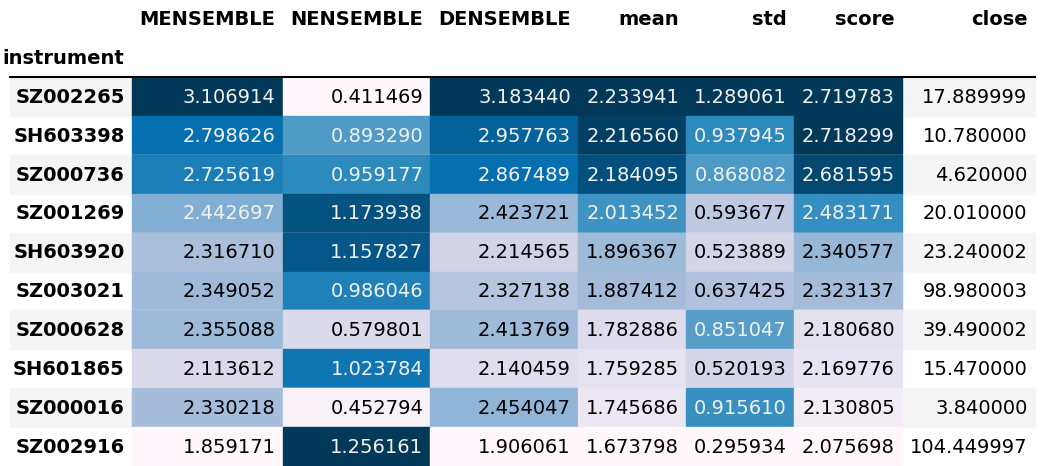 MENSEMBLE NENSEMBLE DENSEMBLE mean std score close
instrument
SZ002265 3.106914 0.411469 3.183440 2.233941 1.289061 2.719783 17.889999
SH603398 2.798626 0.893290 2.957763 2.216560 0.937945 2.718299 10.780000
SZ000736 2.725619 0.959177 2.867489 2.184095 0.868082 2.681595 4.620000
SZ001269 2.442697 1.173938 2.423721 2.013452 0.593677 2.483171 20.010000
SH603920 2.316710 1.157827 2.214565 1.896367 0.523889 2.340577 23.240002
SZ003021 2.349052 0.986046 2.327138 1.887412 0.637425 2.323137 98.980003
SZ000628 2.355088 0.579801 2.413769 1.782886 0.851047 2.180680 39.490002
SH601865 2.113612 1.023784 2.140459 1.759285 0.520193 2.169776 15.470000
SZ000016 2.330218 0.452794 2.454047 1.745686 0.915610 2.130805 3.840000
SZ002916 1.859171 1.256161 1.906061 1.673798 0.295934 2.075698 104.449997